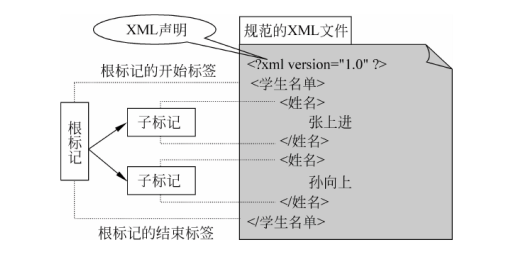 XML声明
规范的XML文件
<?xml version="1.0" ?>
根标记的开始标签
<学生名单>
<姓名>
子标记
张上进
</姓名>
根标记
<姓名>
子标记
孙向上
</姓名>
</学生名单>
根标记的结束标签